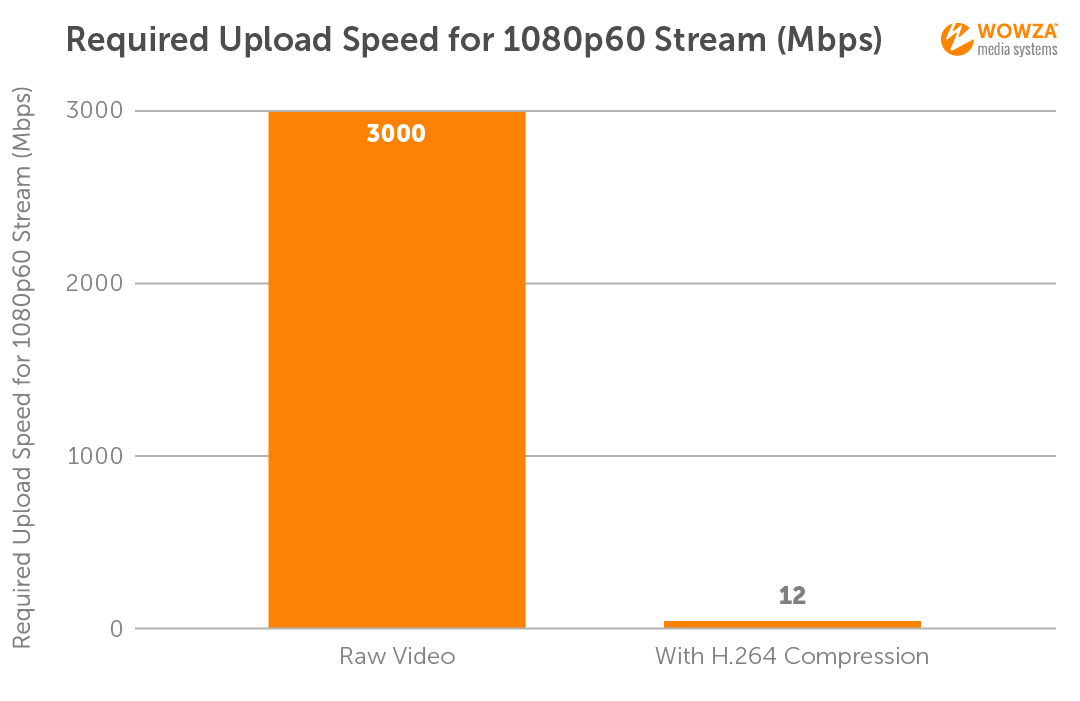 Required Upload Speed for 1080p60 Stream (Mbps)
WOWZA™
media systems
Required Upload Speed for 1080p60 Stream (Mbps)
3000
3000
2000
1000
12
0
Raw Video
With H.264 Compression